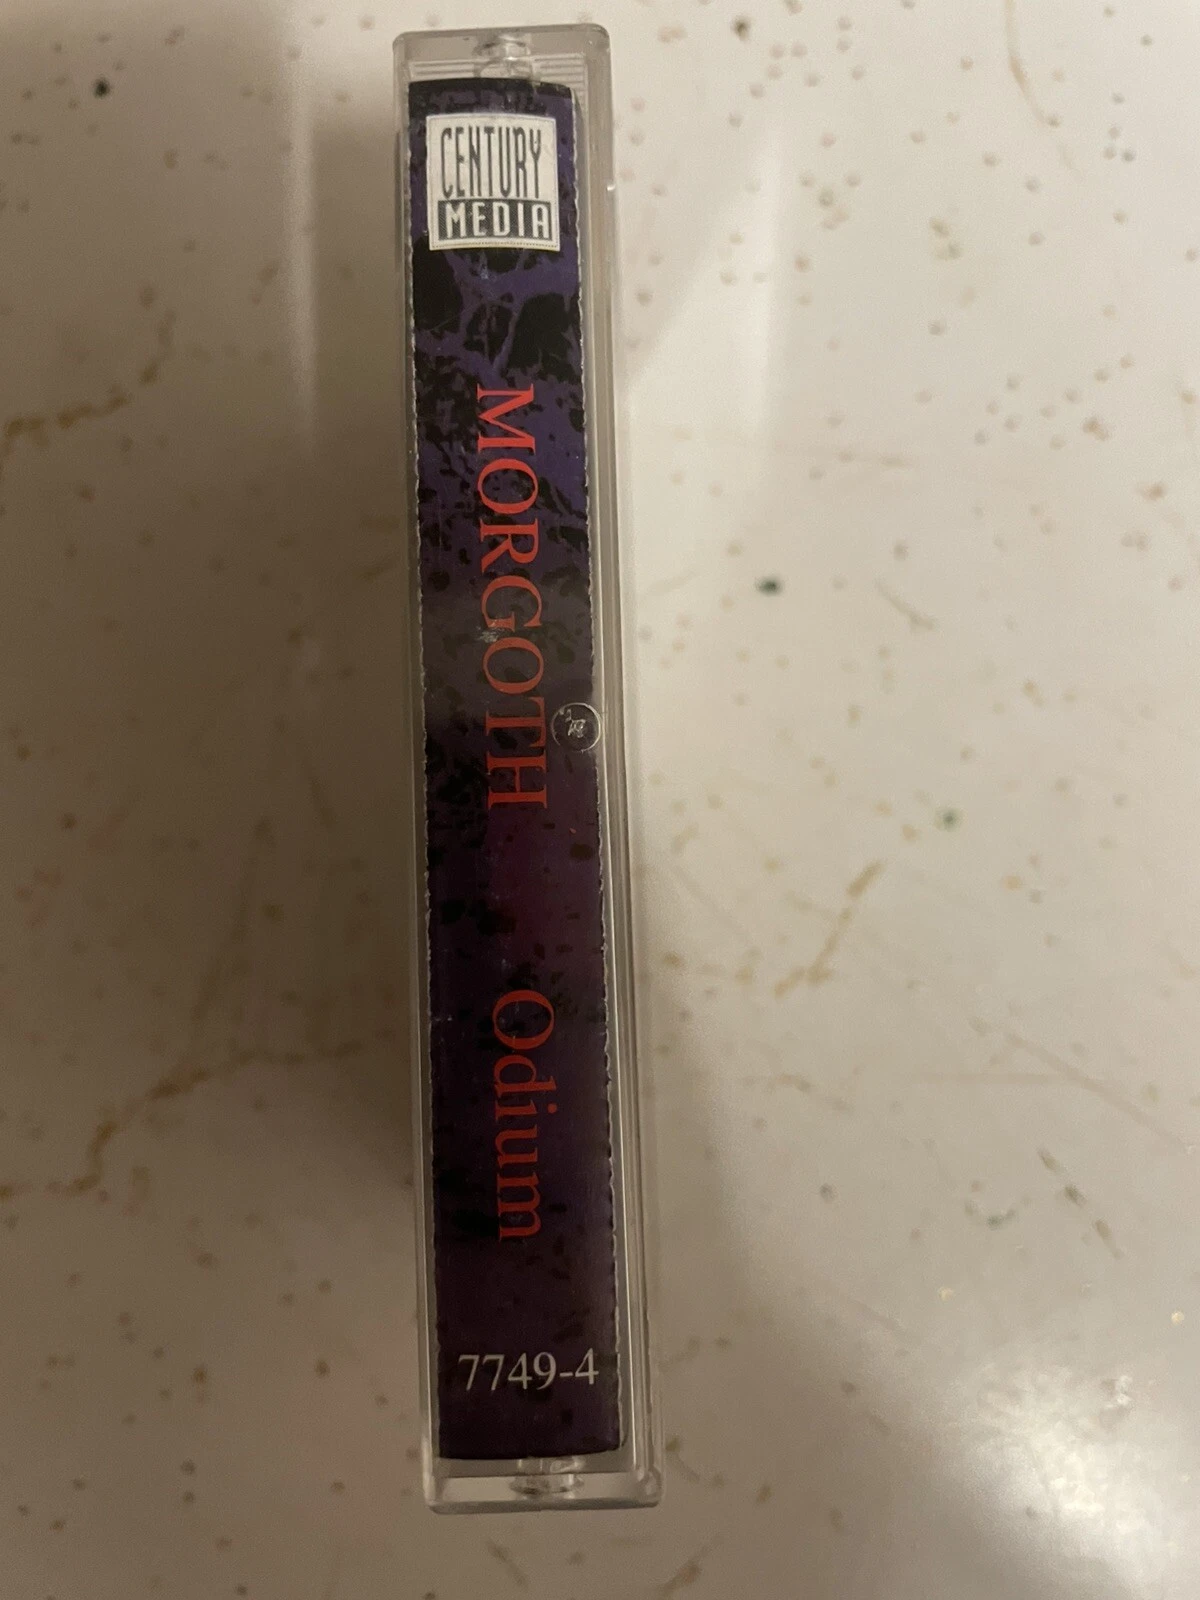 CENTURY
MEDIA
MORGOTH
Odium
7749-4